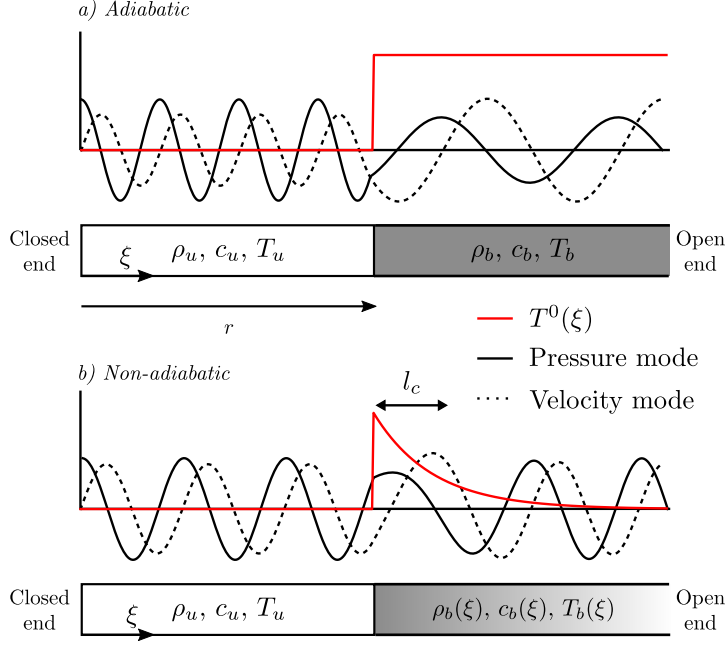 a) Adiabatic
Closed end
ξ
ρ_u, c_u, T_u
ρ_b, c_b, T_b
Open end
r
T^0(ξ)
Pressure mode
Velocity mode
b) Non-adiabatic
l_c
Closed end
ξ
ρ_u, c_u, T_u
ρ_b(ξ), c_b(ξ), T_b(ξ)
Open end